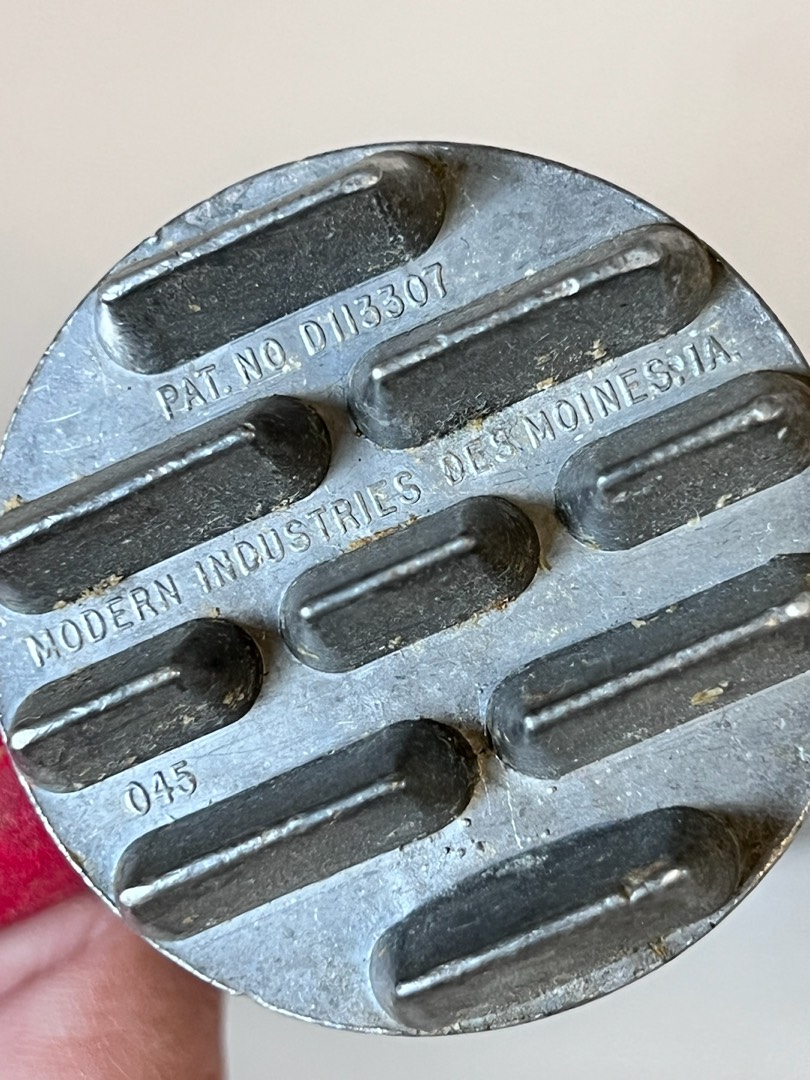 PAT. NO D113307
MODERN INDUSTRIES DES MOINES, IA.
045